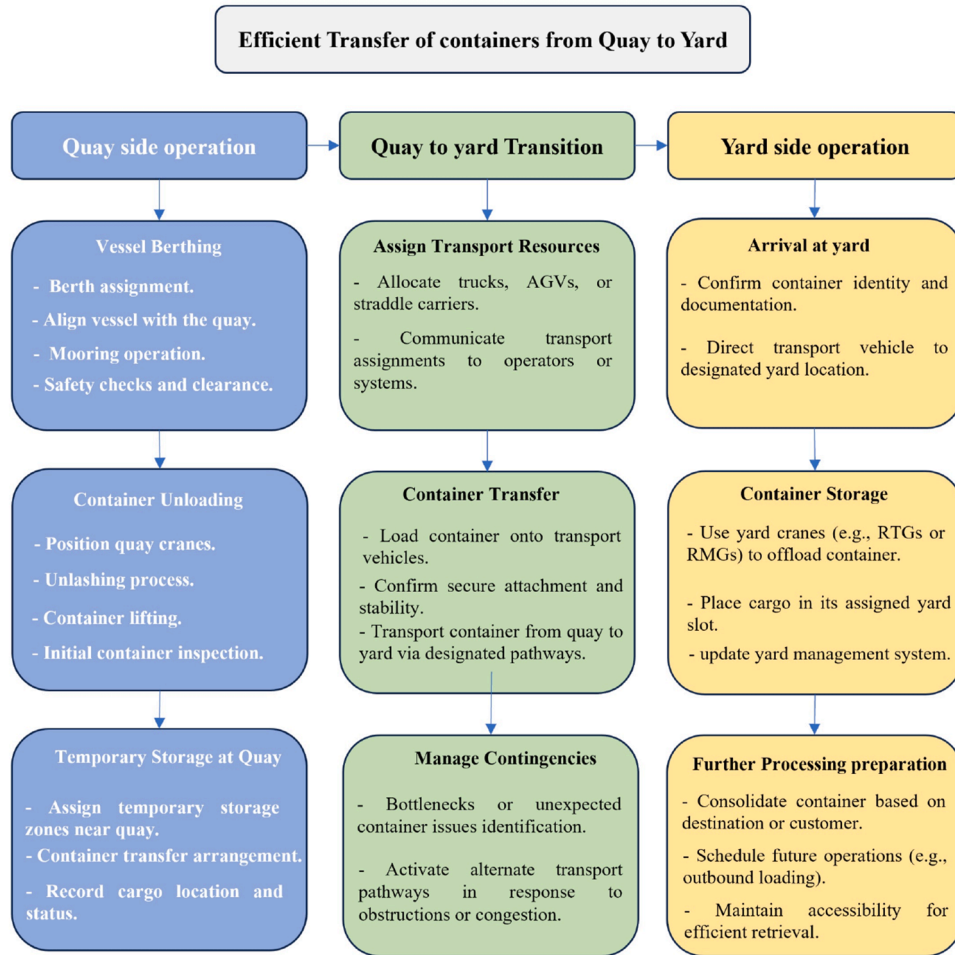 Efficient Transfer of containers from Quay to Yard
Quay side operation
Quay to yard Transition
Yard side operation
Vessel Berthing
- Berth assignment.
- Align vessel with the quay.
- Mooring operation.
- Safety checks and clearance.
Container Unloading
- Position quay cranes.
- Unlashing process.
- Container lifting.
- Initial container inspection.
Temporary Storage at Quay
- Assign temporary storage
zones near quay.
- Container transfer arrangement.
- Record cargo location and
status.
Assign Transport Resources
- Allocate trucks, AGVs, or
straddle carriers.
- Communicate transport
assignments to operators or
systems.
Container Transfer
- Load container onto transport
vehicles.
- Confirm secure attachment and
stability.
- Transport container from quay to
yard via designated pathways.
Manage Contingencies
- Bottlenecks or unexpected
container issues identification.
- Activate alternate transport
pathways in response to
obstructions or congestion.
Arrival at yard
- Confirm container identity and
documentation.
- Direct transport vehicle to
designated yard location.
Container Storage
- Use yard cranes (e.g., RTGs or
RMGs) to offload container.
- Place cargo in its assigned yard
slot.
- update yard management system.
Further Processing preparation
- Consolidate container based on
destination or customer.
- Schedule future operations (e.g.,
outbound loading).
- Maintain accessibility for
efficient retrieval.